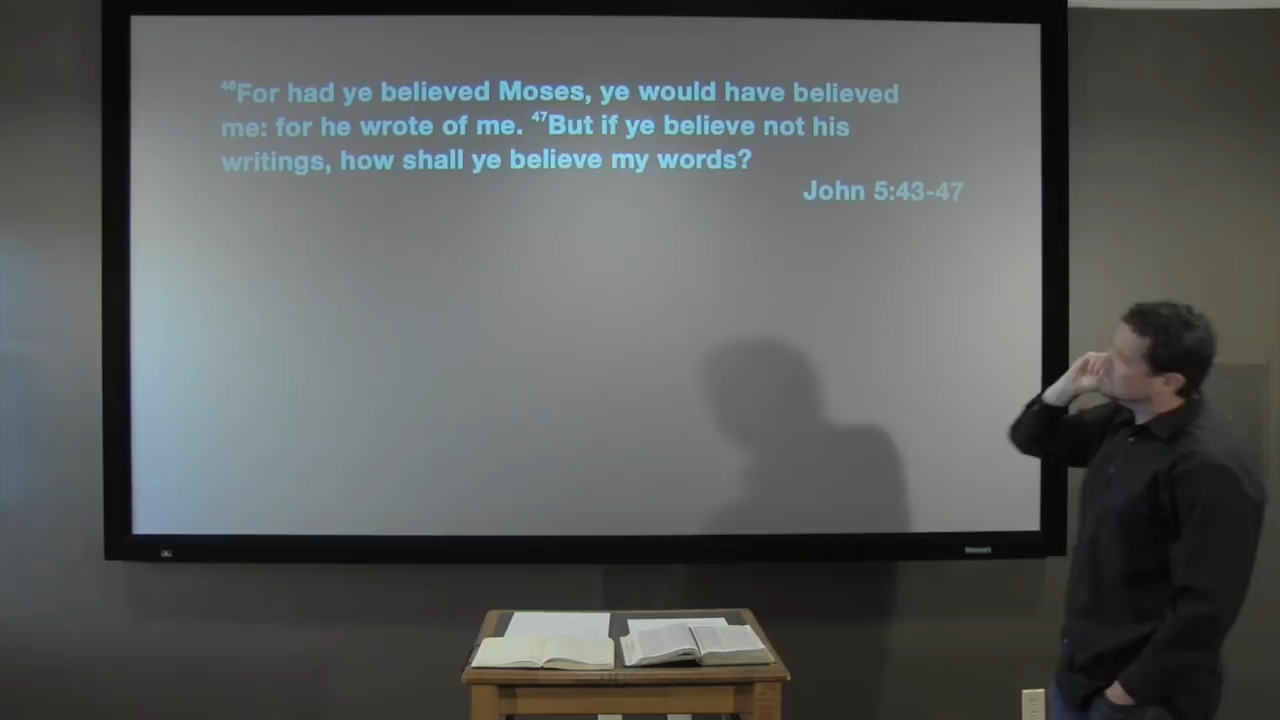 ⁴⁶For had ye believed Moses, ye would have believed
me: for he wrote of me. ⁴⁷But if ye believe not his
writings, how shall ye believe my words?
John 5:43-47